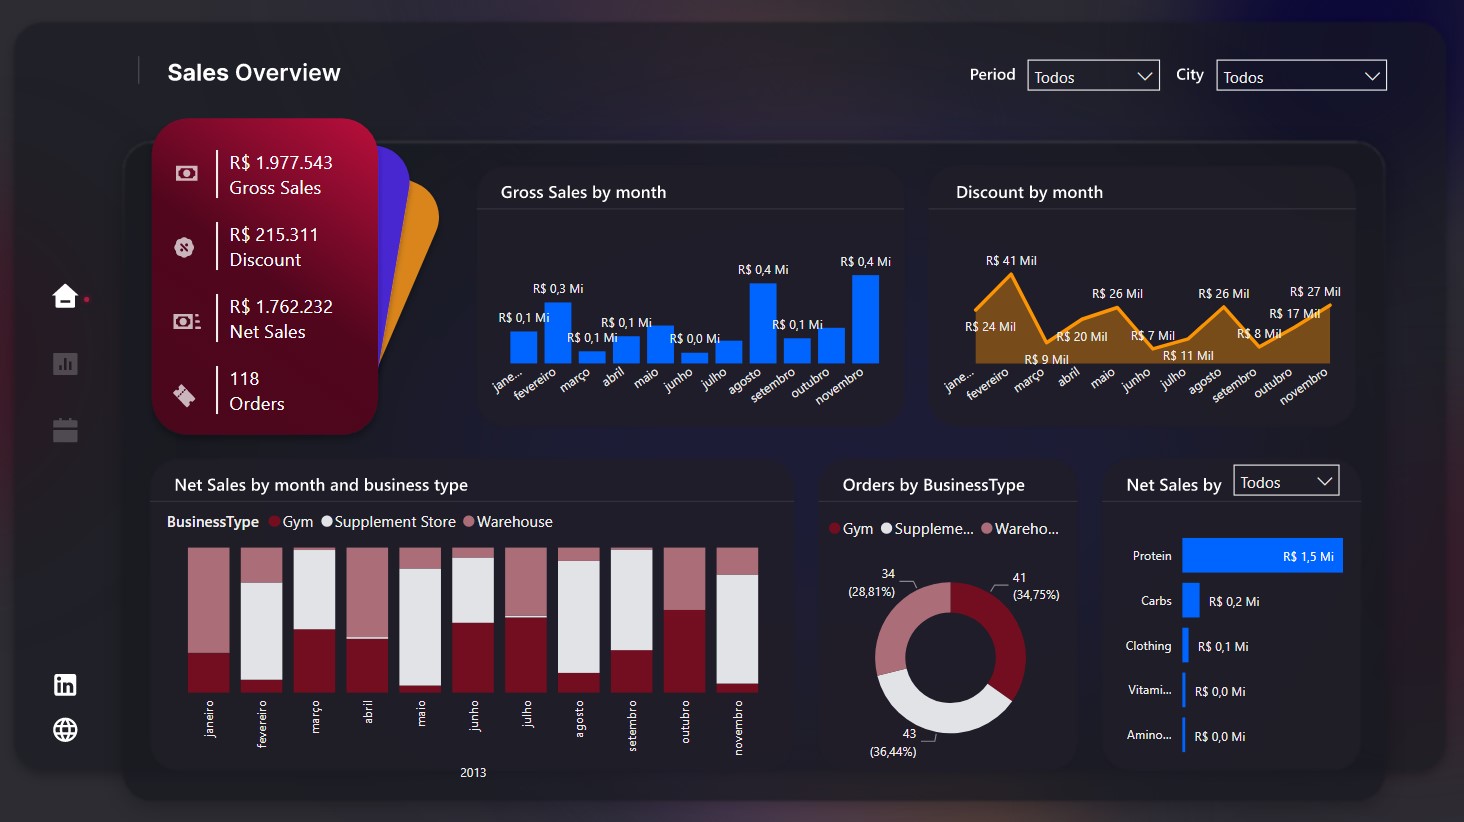 Sales Overview
Period
Todos
City
Todos
R$ 1.977.543
Gross Sales
R$ 215.311
Discount
R$ 1.762.232
Net Sales
118
Orders
Gross Sales by month
R$ 0,1 Mi
R$ 0,3 Mi
R$ 0,1 Mi
R$ 0,1 Mi
R$ 0,0 Mi
R$ 0,4 Mi
R$ 0,1 Mi
R$ 0,4 Mi
jane...
fevereiro
março
abril
maio
junho
julho
agosto
setembro
outubro
novembro
Discount by month
R$ 24 Mil
R$ 41 Mil
R$ 9 Mil
R$ 20 Mil
R$ 26 Mil
R$ 7 Mil
R$ 11 Mil
R$ 26 Mil
R$ 8 Mil
R$ 17 Mil
R$ 27 Mil
jane...
fevereiro
março
abril
maio
junho
julho
agosto
setembro
outubro
novembro
Net Sales by month and business type
BusinessType Gym Supplement Store Warehouse
janeiro
fevereiro
março
abril
maio
junho
julho
agosto
setembro
outubro
novembro
2013
Orders by BusinessType
Gym Suppleme... Wareho...
34
(28,81%)
41
(34,75%)
43
(36,44%)
Net Sales by
Todos
Protein
R$ 1,5 Mi
Carbs
R$ 0,2 Mi
Clothing
R$ 0,1 Mi
Vitami...
R$ 0,0 Mi
Amino...
R$ 0,0 Mi
in